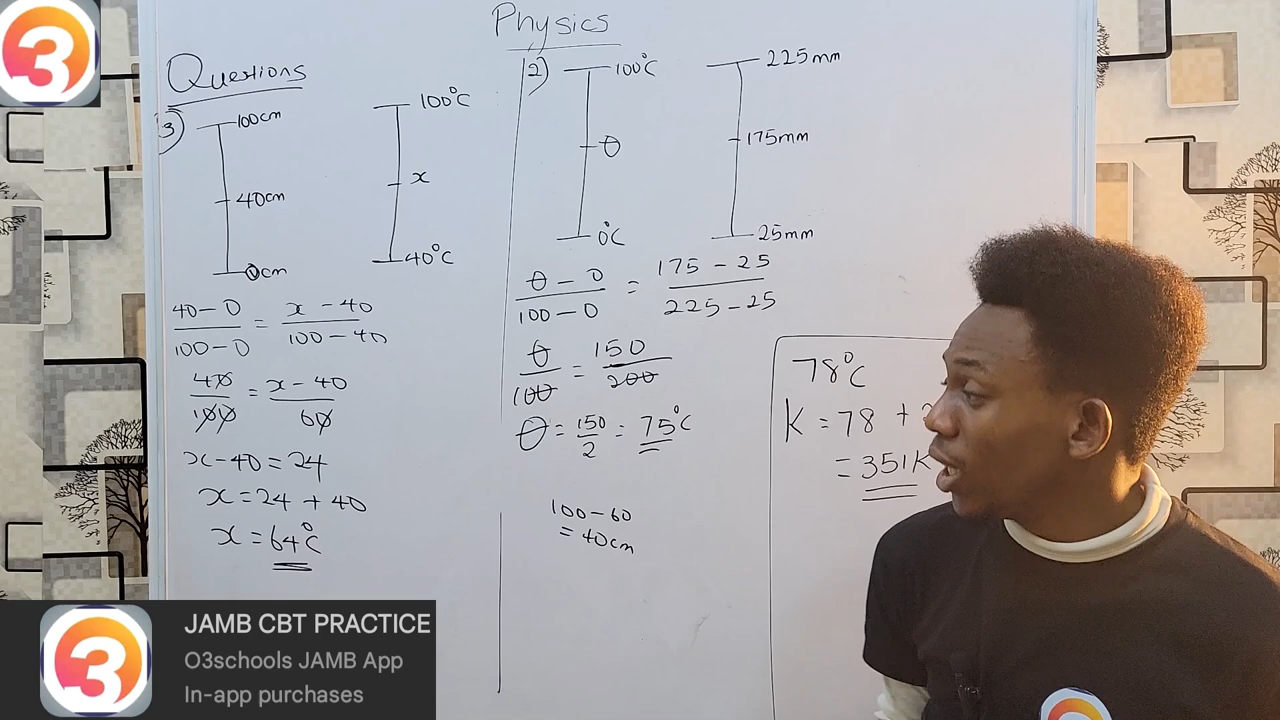 3
Physics
Questions
3)
100cm
40cm
0cm
100°C
x
40°C
40-0/100-0 = x-40/100-40
40/100 = x-40/60
x-40=24
x=24+40
x=64°C
2)
100°C
θ
0°C
225mm
175mm
25mm
θ-0/100-0 = 175-25/225-25
θ/100 = 150/200
θ=150/2=75°C
100-60
=40cm
78°C
K=78+
=351K
3
JAMB CBT PRACTICE
O3schools JAMB App
In-app purchases
3